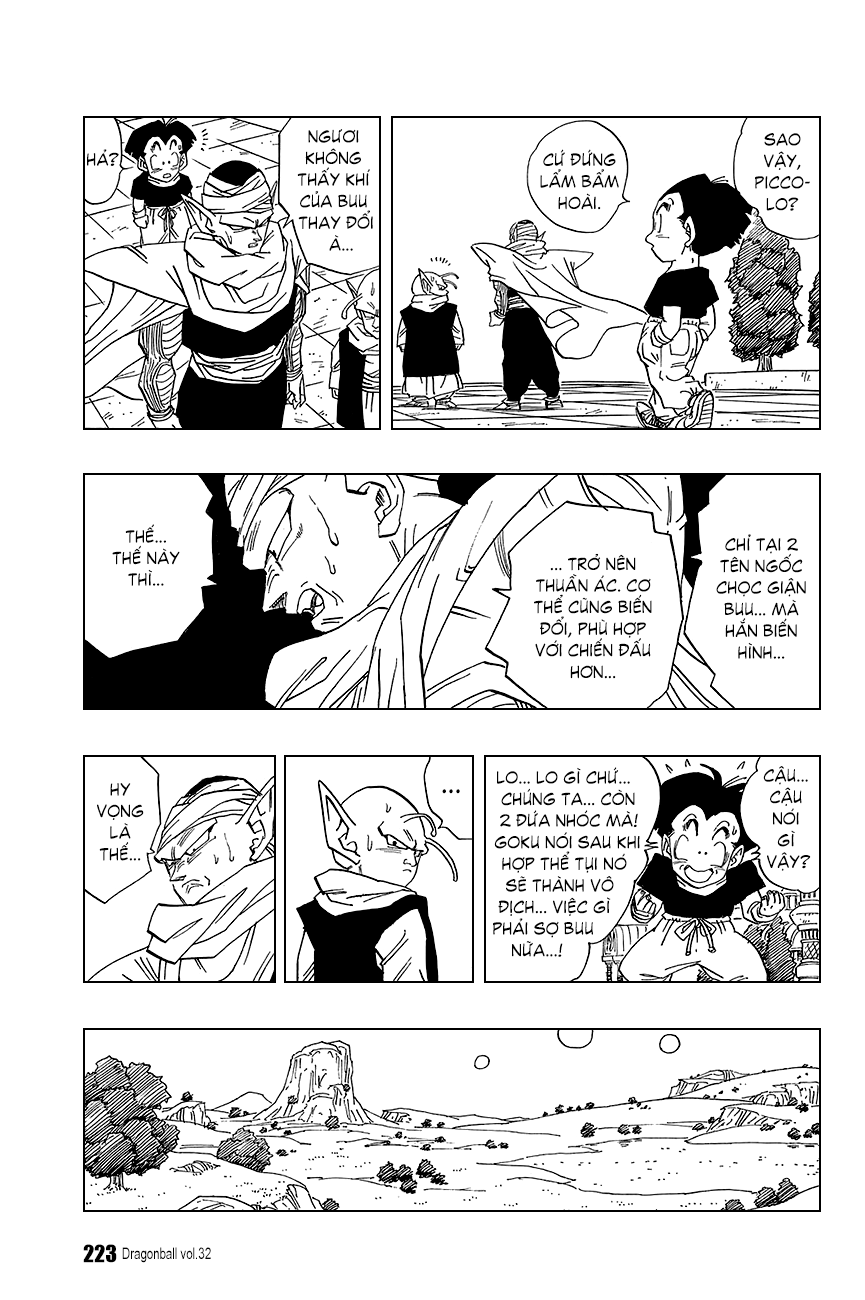 SAO
VẬY,
PICCO-
LO?
CỨ ĐỨNG
LẨM BẨM
HOÀI.
NGƯƠI
KHÔNG
THẤY KHÍ
CỦA BUU
THAY ĐỔI
À...
HẢ?
CHỈ TẠI 2
TÊN NGỐC
CHỌC GIẬN
BUU... MÀ
HẮN BIẾN
HÌNH...
... TRỞ NÊN
THUẦN ÁC. CƠ
THỂ CŨNG BIẾN
ĐỔI, PHÙ HỢP
VỚI CHIẾN ĐẤU
HƠN...
THẾ...
THẾ NÀY
THÌ...
CẬU...
CẬU
NÓI
GÌ
VẬY?
LO... LO GÌ CHỨ...
CHÚNG TA... CÒN
2 ĐỨA NHÓC MÀ!
GOKU NÓI SAU KHI
HỢP THỂ TỤI NÓ
SẼ THÀNH VÔ
ĐỊCH... VIỆC GÌ
PHẢI SỢ BUU
NỮA...!
...
HY
VỌNG
LÀ
THẾ...
223 Dragonball vol.32